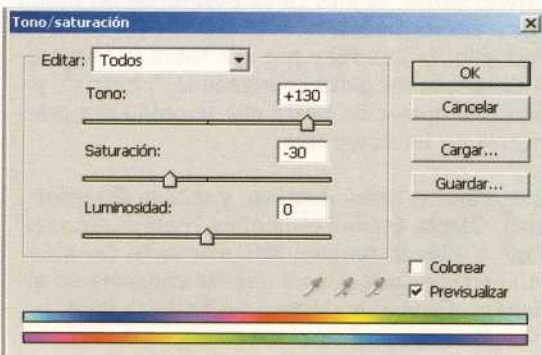 Tono/saturación
Editar: Todos
OK
Tono: +130
Cancelar
Saturación: -30
Cargar...
Guardar...
Luminosidad: 0
Colorear
Previsualizar